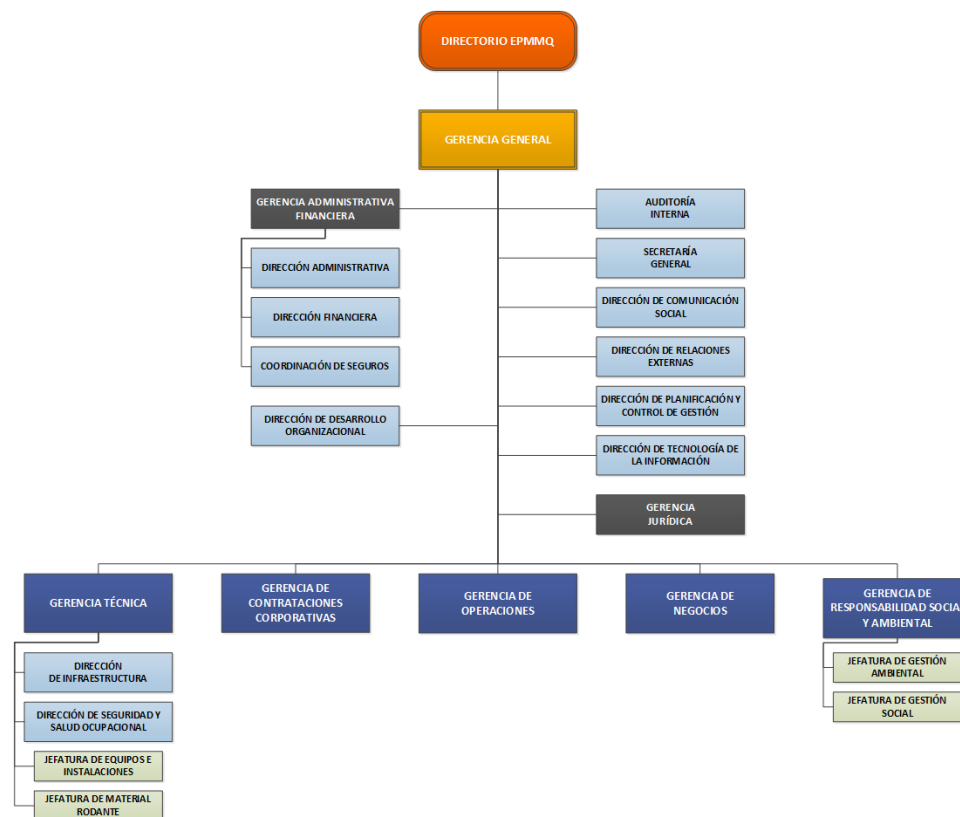 DIRECTORIO EPMMQ
GERENCIA GENERAL
GERENCIA ADMINISTRATIVA
FINANCIERA
DIRECCIÓN ADMINISTRATIVA
DIRECCIÓN FINANCIERA
COORDINACIÓN DE SEGUROS
DIRECCIÓN DE DESARROLLO
ORGANIZACIONAL
AUDITORÍA
INTERNA
SECRETARÍA
GENERAL
DIRECCIÓN DE COMUNICACIÓN
SOCIAL
DIRECCIÓN DE RELACIONES
EXTERNAS
DIRECCIÓN DE PLANIFICACIÓN Y
CONTROL DE GESTIÓN
DIRECCIÓN DE TECNOLOGÍA DE
LA INFORMACIÓN
GERENCIA
JURÍDICA
GERENCIA TÉCNICA
DIRECCIÓN
DE INFRAESTRUCTURA
DIRECCIÓN DE SEGURIDAD Y
SALUD OCUPACIONAL
JEFATURA DE EQUIPOS E
INSTALACIONES
JEFATURA DE MATERIAL
RODANTE
GERENCIA DE
CONTRATACIONES
CORPORATIVAS
GERENCIA DE
OPERACIONES
GERENCIA DE
NEGOCIOS
GERENCIA DE
RESPONSABILIDAD SOCIAL
Y AMBIENTAL
JEFATURA DE GESTIÓN
AMBIENTAL
JEFATURA DE GESTIÓN
SOCIAL